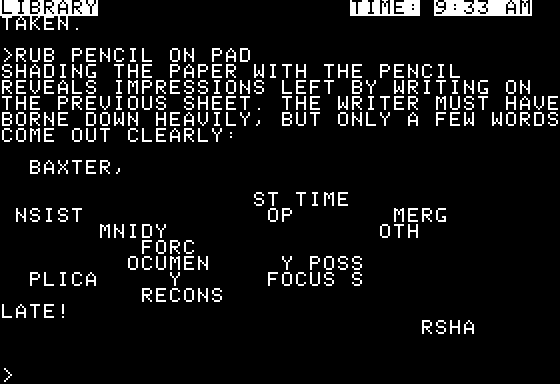 LIBRARY TIME: 9:33 AM
TAKEN.
>RUB PENCIL ON PAD
SHADING THE PAPER WITH THE PENCIL
REVEALS IMPRESSIONS LEFT BY WRITING ON
THE PREVIOUS SHEET. THE WRITER MUST HAVE
BORNE DOWN HEAVILY, BUT ONLY A FEW WORDS
COME OUT CLEARLY:
BAXTER,
ST TIME
NSIST OP MERG
MNIDY OTH
FORC
OCUMEN Y POSS
PLICA Y FOCUS S
RECONS
LATE!
RSHA
>